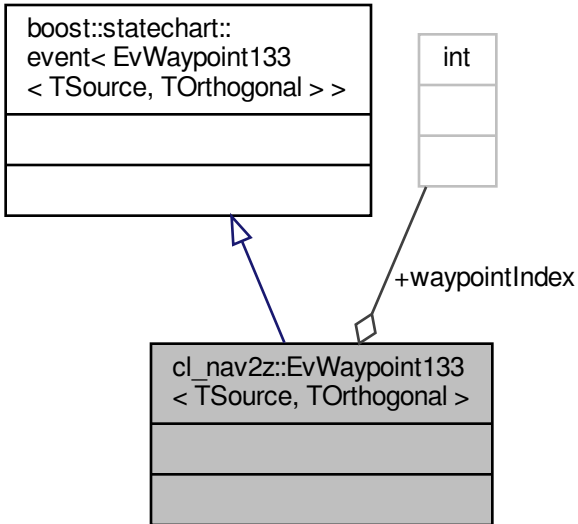 boost::statechart::
event< EvWaypoint133
< TSource, TOrthogonal > >
int
+waypointIndex
cl_nav2z::EvWaypoint133
< TSource, TOrthogonal >